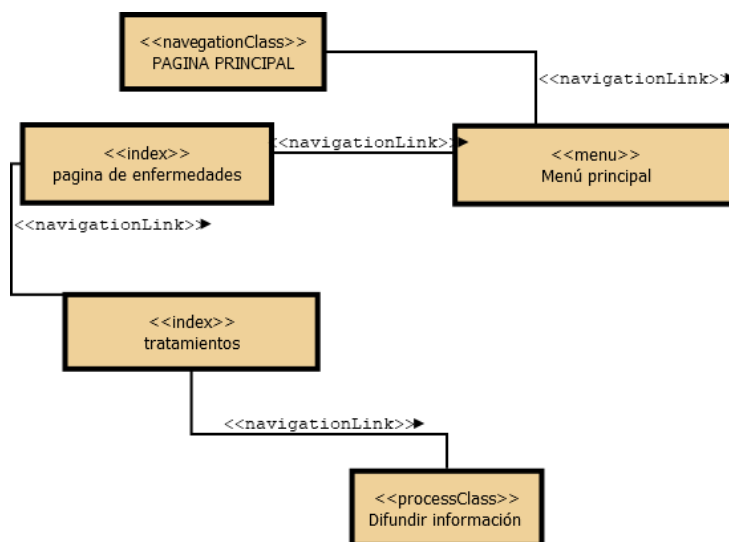 <<navegationClass>>
PAGINA PRINCIPAL
<<navigationLink>>
<<index>>
pagina de enfermedades
<<navigationLink>>
<<menu>>
Menú principal
<<navigationLink>>
<<index>>
tratamientos
<<navigationLink>>
<<processClass>>
Difundir información